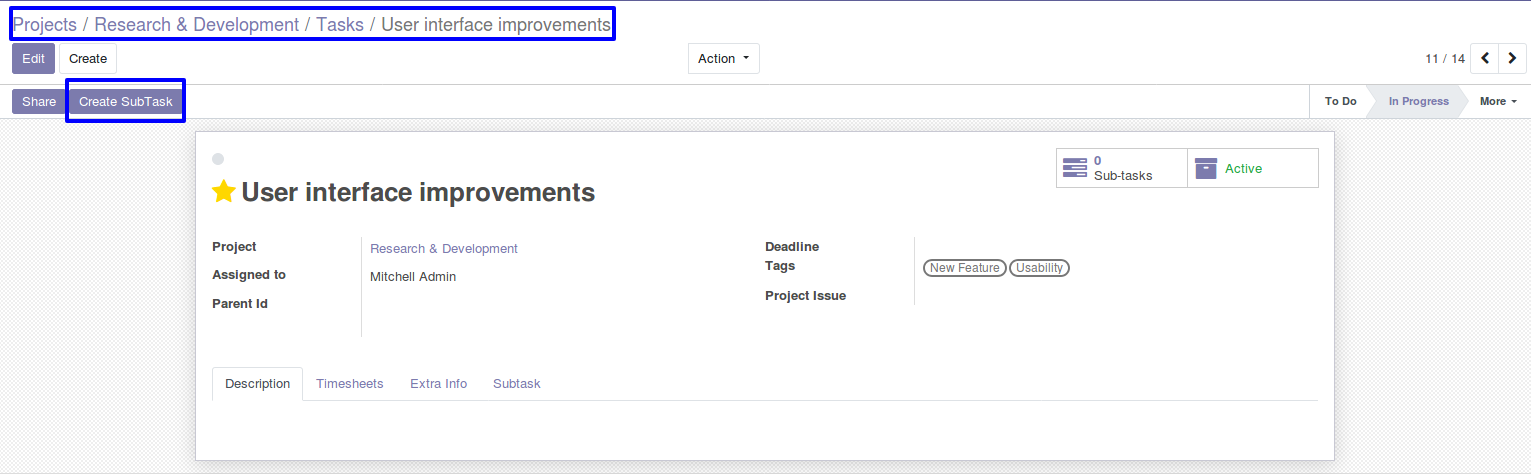 Projects / Research & Development / Tasks / User interface improvements
Edit Create Action 11 / 14
Share Create SubTask To Do In Progress More
0
Sub-tasks
Active
User interface improvements
Project Research & Development
Assigned to Mitchell Admin
Parent Id
Deadline
Tags New Feature Usability
Project Issue
Description Timesheets Extra Info Subtask